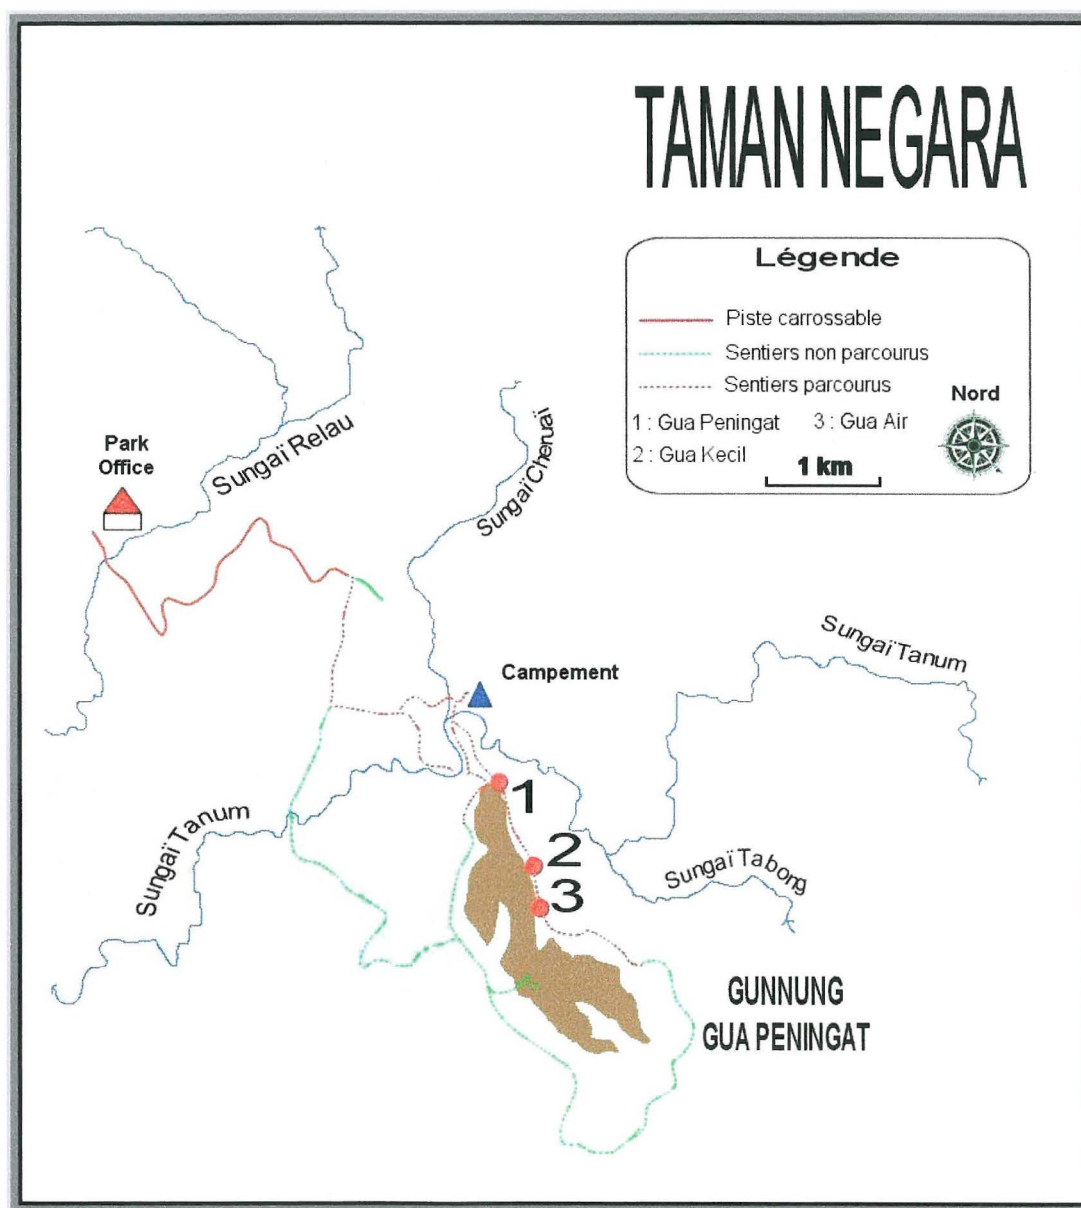 TAMAN NEGARA
Légende
Piste carrossable
Sentiers non parcourus
Sentiers parcourus
Nord
1 : Gua Peningat 3 : Gua Air
2 : Gua Kecil
1 km
Park
Office
Sungaï Relau
Sungaï Cheruaï
Sungaï Tanum
Campement
1
Sungaï Tanum
2
Sungaï Tabong
3
GUNNUNG
GUA PENINGAT